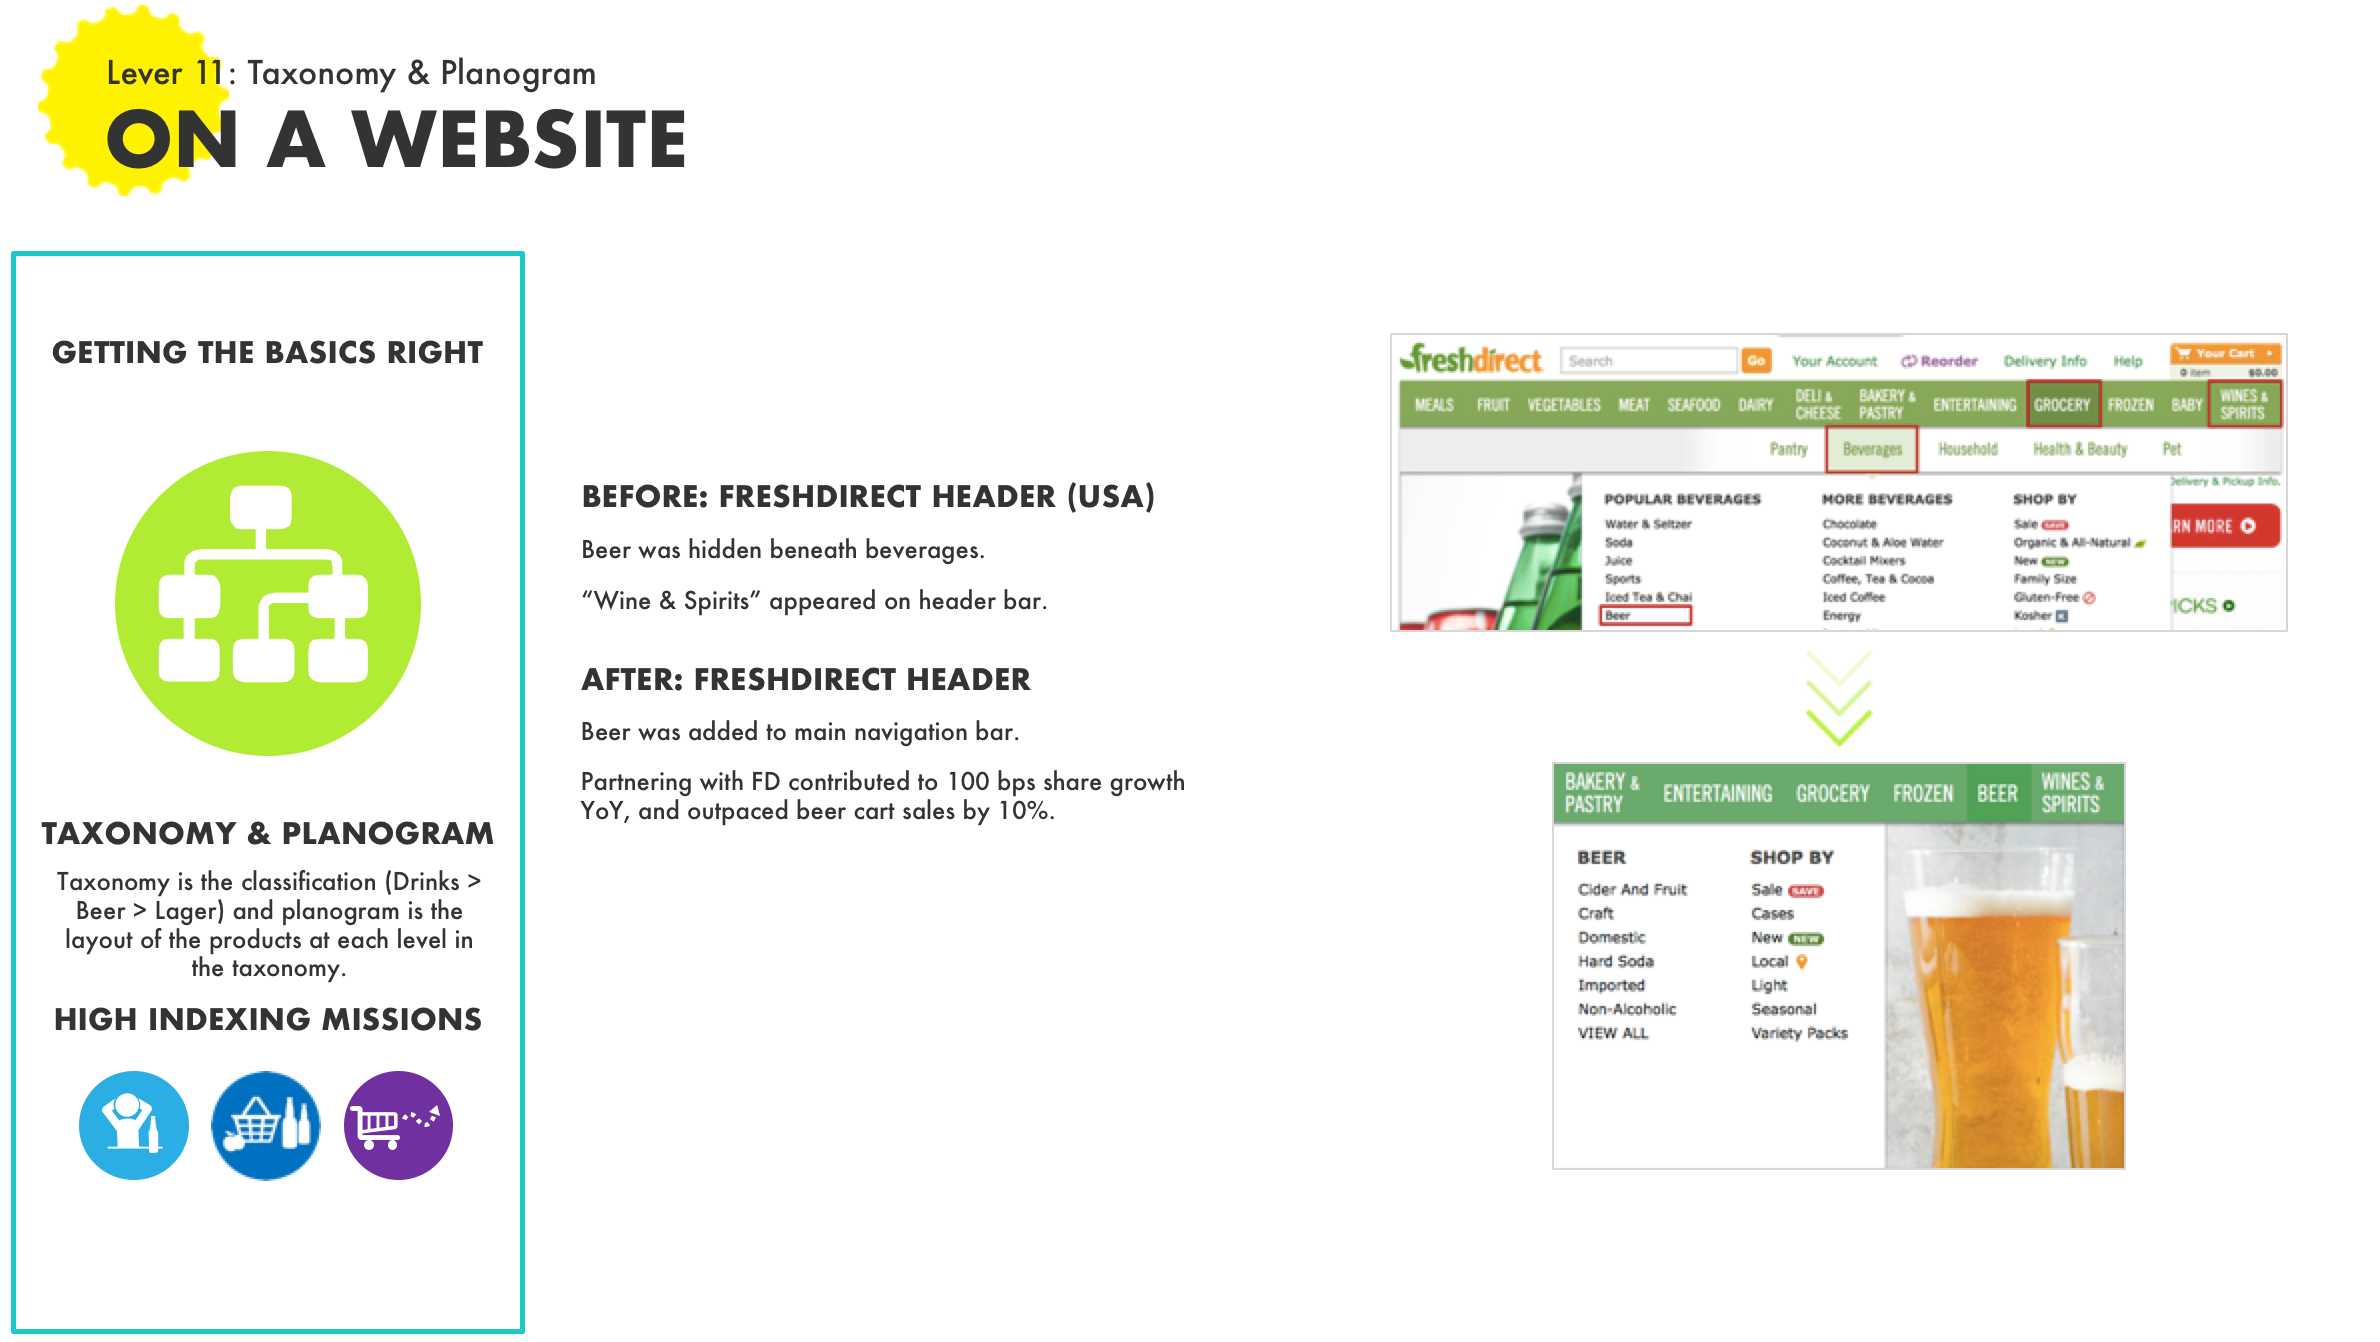 Lever 11: Taxonomy & Planogram
ON A WEBSITE
GETTING THE BASICS RIGHT
TAXONOMY & PLANOGRAM
Taxonomy is the classification (Drinks >
Beer > Lager) and planogram is the
layout of the products at each level in
the taxonomy.
HIGH INDEXING MISSIONS
BEFORE: FRESHDIRECT HEADER (USA)
Beer was hidden beneath beverages.
“Wine & Spirits” appeared on header bar.
AFTER: FRESHDIRECT HEADER
Beer was added to main navigation bar.
Partnering with FD contributed to 100 bps share growth
YoY, and outpaced beer cart sales by 10%.
freshdirect Search Go Your Account Reorder Delivery Info Help Your Cart
0 item $0.00
MEALS FRUIT VEGETABLES MEAT SEAFOOD DAIRY DELI & CHEESE BAKERY & PASTRY ENTERTAINING GROCERY FROZEN BABY WINES & SPIRITS
Pantry Beverages Household Health & Beauty Pet
Delivery & Pickup Info.
RN MORE
ICKS
POPULAR BEVERAGES
Water & Seltzer
Soda
Juice
Sports
Iced Tea & Chai
Beer
MORE BEVERAGES
Chocolate
Coconut & Aloe Water
Cocktail Mixers
Coffee, Tea & Cocoa
Iced Coffee
Energy
SHOP BY
Sale SAVE
Organic & All-Natural
New NEW
Family Size
Gluten-Free
Kosher K
BAKERY & PASTRY ENTERTAINING GROCERY FROZEN BEER WINES & SPIRITS
BEER
Cider And Fruit
Craft
Domestic
Hard Soda
Imported
Non-Alcoholic
VIEW ALL
SHOP BY
Sale SAVE
Cases
New NEW
Local
Light
Seasonal
Variety Packs